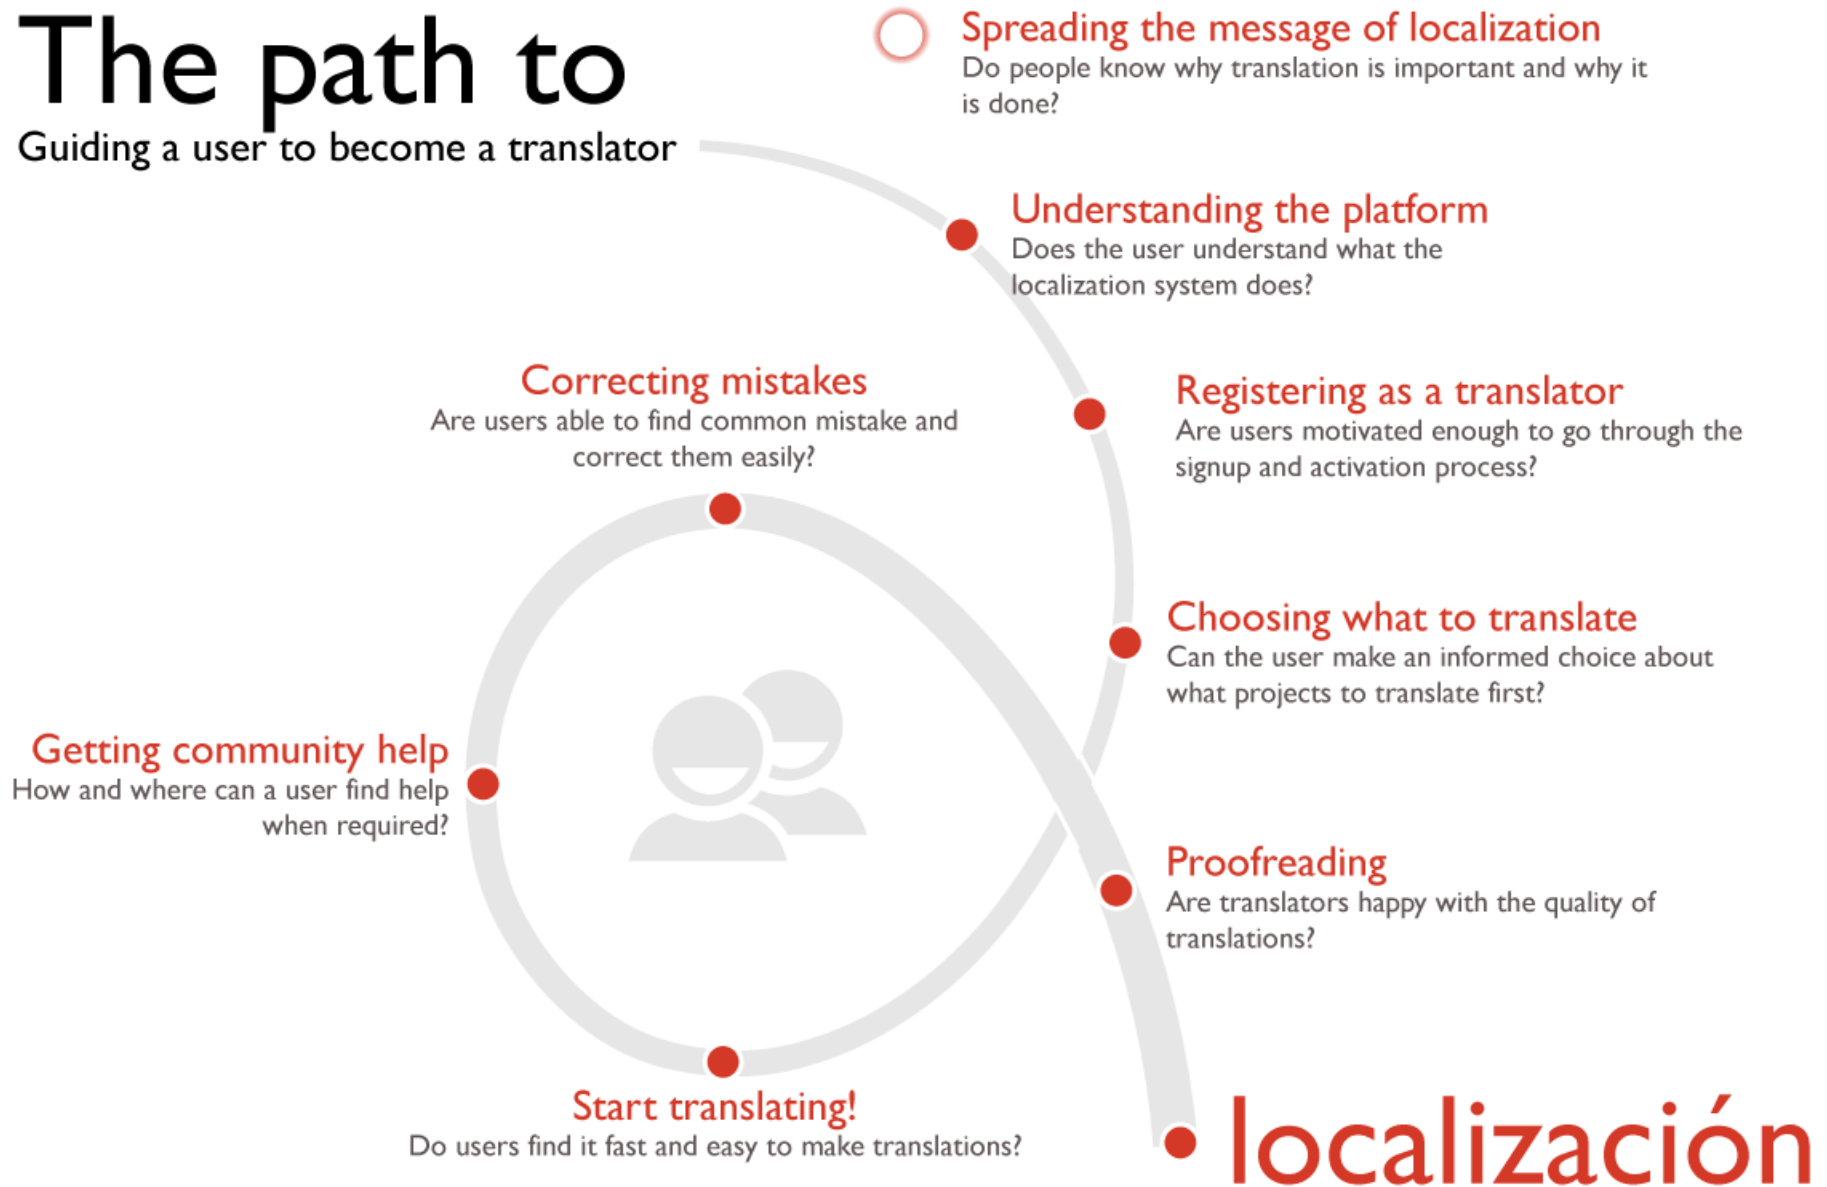 The path to
Guiding a user to become a translator
Spreading the message of localization
Do people know why translation is important and why it
is done?
Understanding the platform
Does the user understand what the
localization system does?
Registering as a translator
Are users motivated enough to go through the
signup and activation process?
Choosing what to translate
Can the user make an informed choice about
what projects to translate first?
Start translating!
Do users find it fast and easy to make translations?
Getting community help
How and where can a user find help
when required?
Correcting mistakes
Are users able to find common mistake and
correct them easily?
Proofreading
Are translators happy with the quality of
translations?
localización